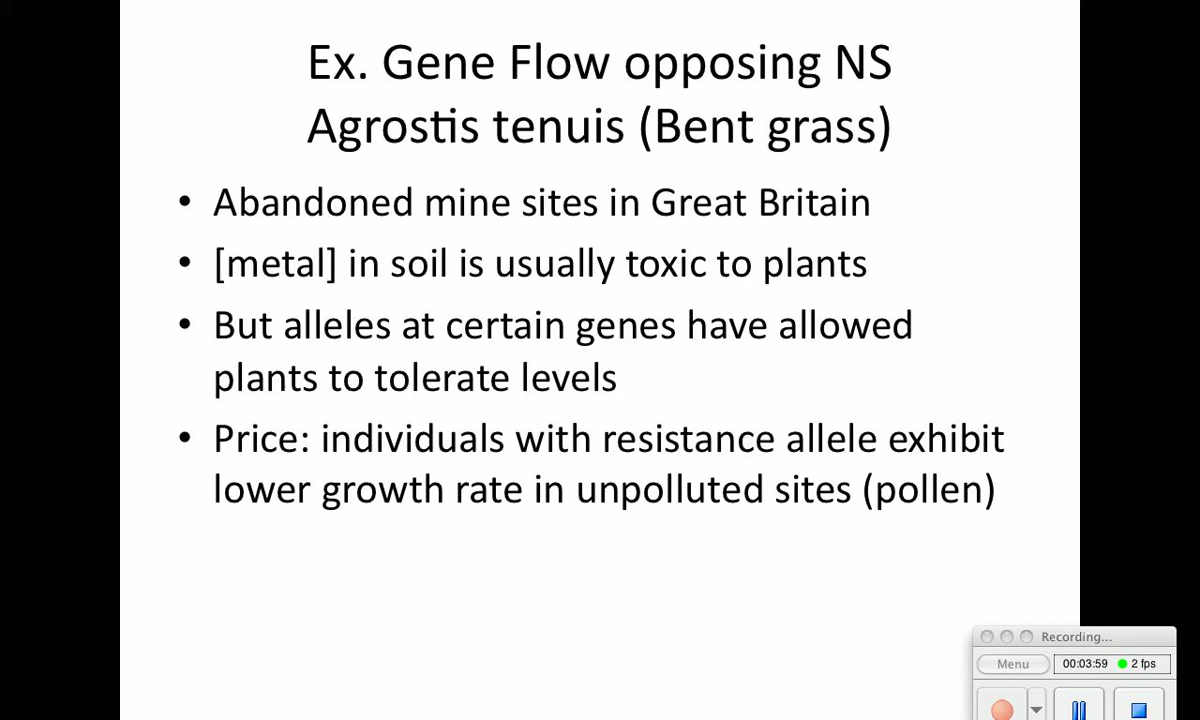 Ex. Gene Flow opposing NS
Agrostis tenuis (Bent grass)
• Abandoned mine sites in Great Britain
• [metal] in soil is usually toxic to plants
• But alleles at certain genes have allowed
plants to tolerate levels
• Price: individuals with resistance allele exhibit
lower growth rate in unpolluted sites (pollen)
Recording...
Menu 00:03:59 2 fps